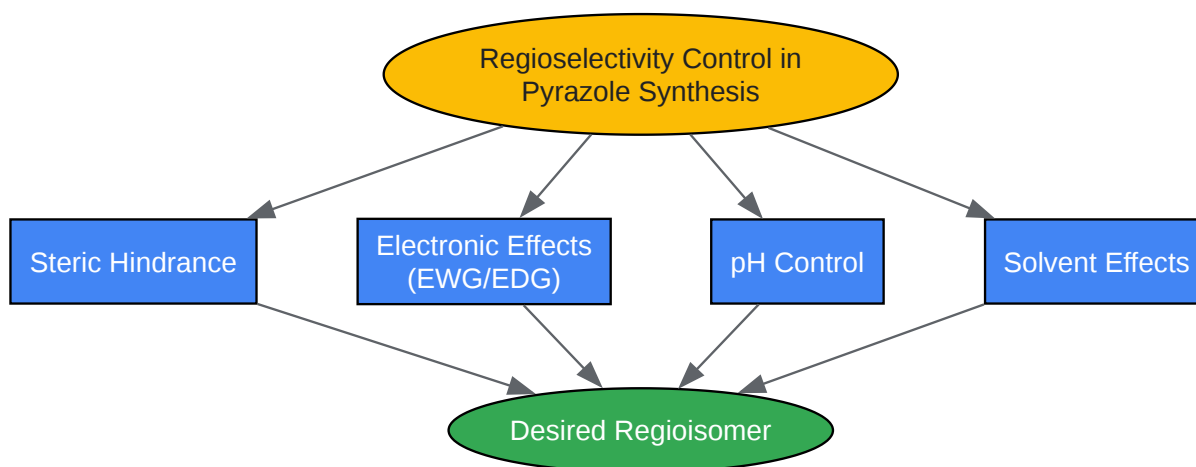 Regioselectivity Control in
Pyrazole Synthesis
Steric Hindrance
Electronic Effects
(EWG/EDG)
pH Control
Solvent Effects
Desired Regioisomer